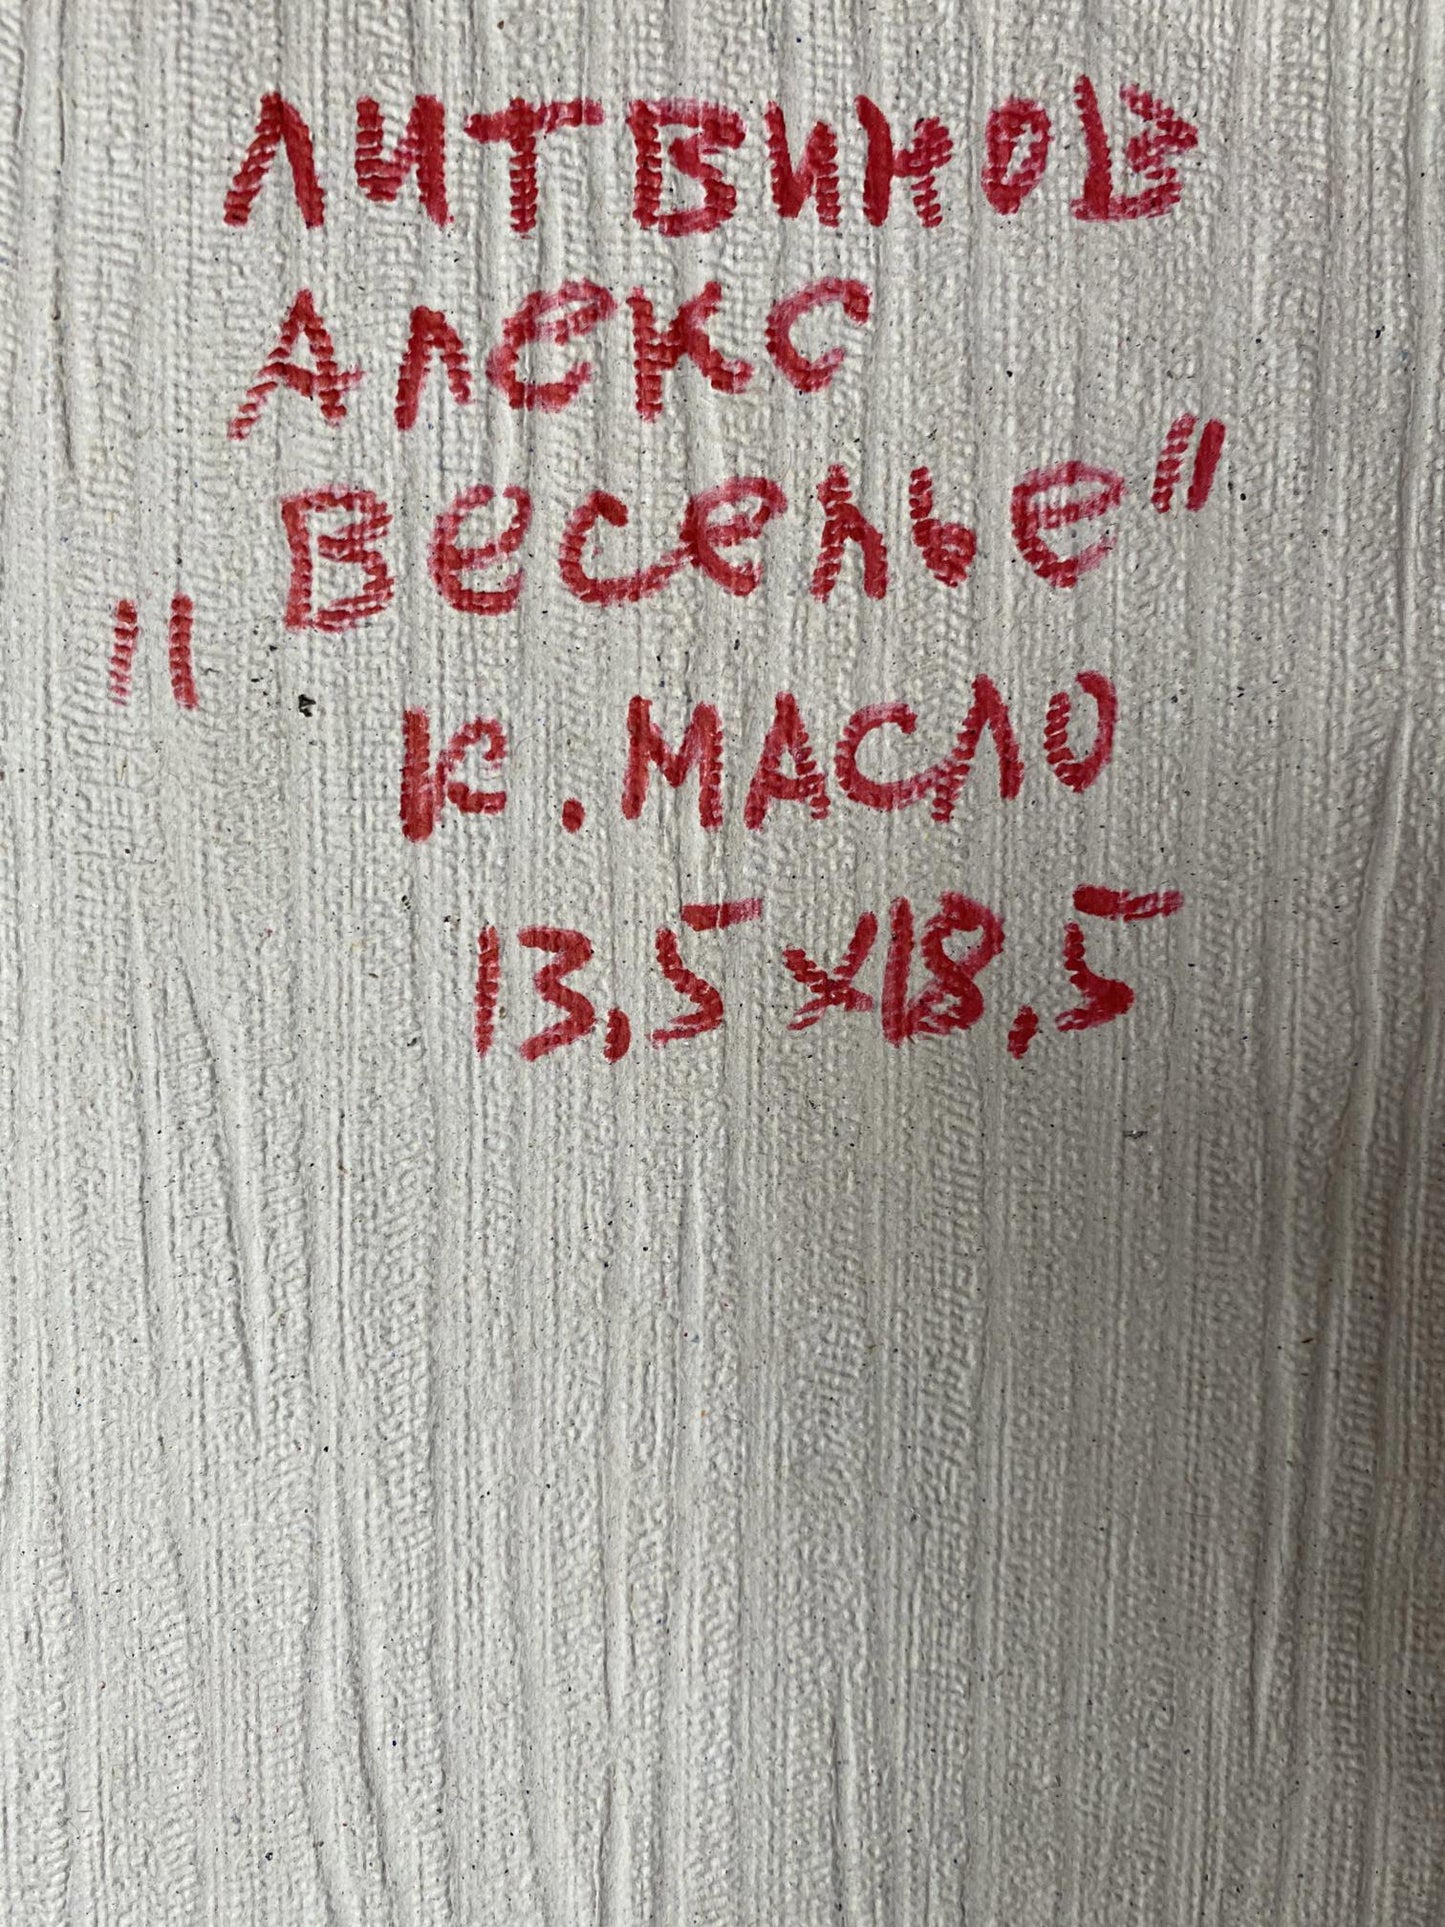 ЛИТВИНОВ
АЛЕКС
"ВЕСЕЛЬЕ"
К. МАСЛО
13,5 х 18,5